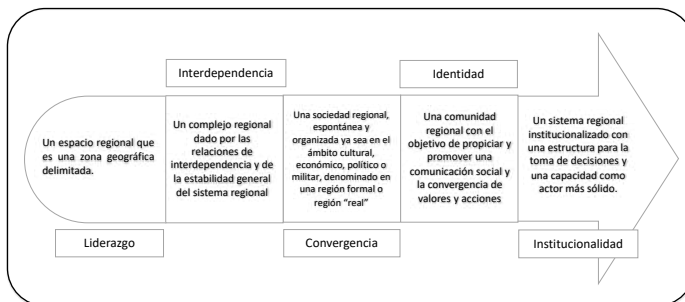 Interdependencia
Identidad
Un espacio regional que
es una zona geográfica
delimitada.
Un complejo regional
dado por las
relaciones de
interdependencia y de
la estabilidad general
del sistema regional
Una sociedad regional,
espontánea y
organizada ya sea en el
ámbito cultural,
económico, político o
militar, denominado en
una región formal o
región “real”
Una comunidad
regional con el
objetivo de propiciar y
promover una
comunicación social y
la convergencia de
valores y acciones
Un sistema regional
institucionalizado con
una estructura para la
toma de decisiones y
una capacidad como
actor más sólido.
Liderazgo
Convergencia
Institucionalidad